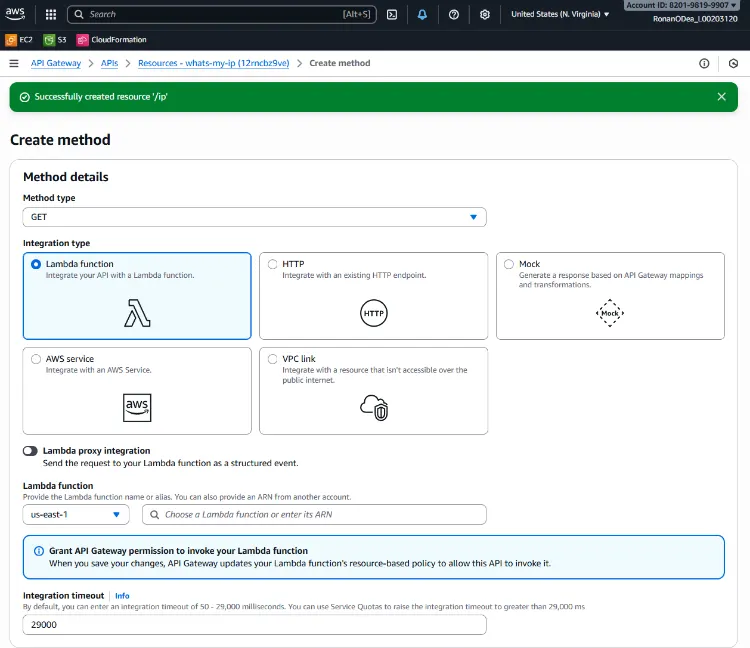 aws
Search [Alt+S]
United States (N. Virginia)
Account ID: 8201-9819-9907
RonanODea_L00203120
EC2 S3 CloudFormation
API Gateway > APIs > Resources - whats-my-ip (12rncbz9ve) > Create method
Successfully created resource '/ip'
Create method
Method details
Method type
GET
Integration type
Lambda function
Integrate your API with a Lambda function.
HTTP
Integrate with an existing HTTP endpoint.
HTTP
Mock
Generate a response based on API Gateway mappings
and transformations.
Mock
AWS service
Integrate with an AWS Service.
aws
VPC link
Integrate with a resource that isn't accessible over the
public internet.
Lambda proxy integration
Send the request to your Lambda function as a structured event.
Lambda function
Provide the Lambda function name or alias. You can also provide an ARN from another account.
us-east-1
Choose a Lambda function or enter its ARN
Grant API Gateway permission to invoke your Lambda function
When you save your changes, API Gateway updates your Lambda function's resource-based policy to allow this API to invoke it.
Integration timeout | Info
By default, you can enter an integration timeout of 50 - 29,000 milliseconds. You can use Service Quotas to raise the integration timeout to greater than 29,000 ms
29000